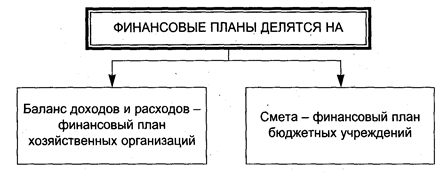 ФИНАНСОВЫЕ ПЛАНЫ ДЕЛЯТСЯ НА
Баланс доходов и расходов –
финансовый план
хозяйственных организаций
Смета – финансовый план
бюджетных учреждений